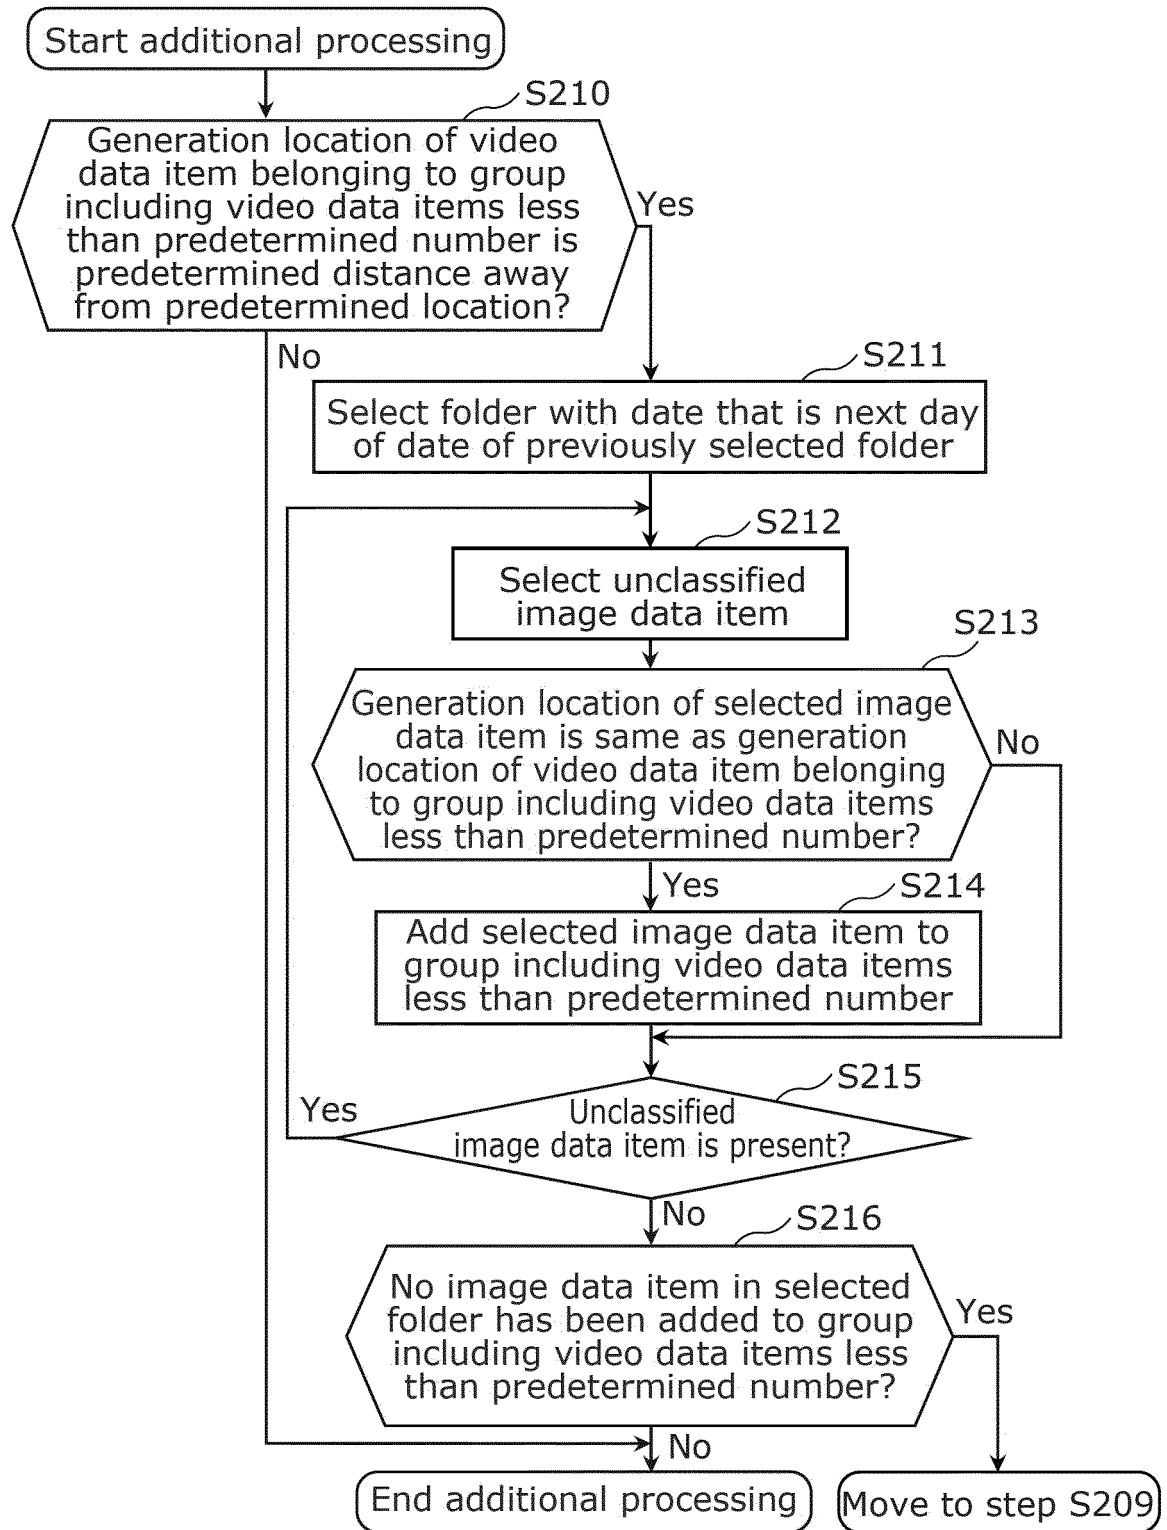 Start additional processing
S210
Generation location of video
data item belonging to group
including video data items less
than predetermined number is
predetermined distance away
from predetermined location?
Yes
No
S211
Select folder with date that is next day
of date of previously selected folder
S212
Select unclassified
image data item
S213
Generation location of selected image
data item is same as generation
location of video data item belonging
to group including video data items
less than predetermined number?
No
Yes
S214
Add selected image data item to
group including video data items
less than predetermined number
S215
Yes
Unclassified
image data item is present?
No
S216
No image data item in selected
folder has been added to group
including video data items less
than predetermined number?
Yes
No
End additional processing
Move to step S209